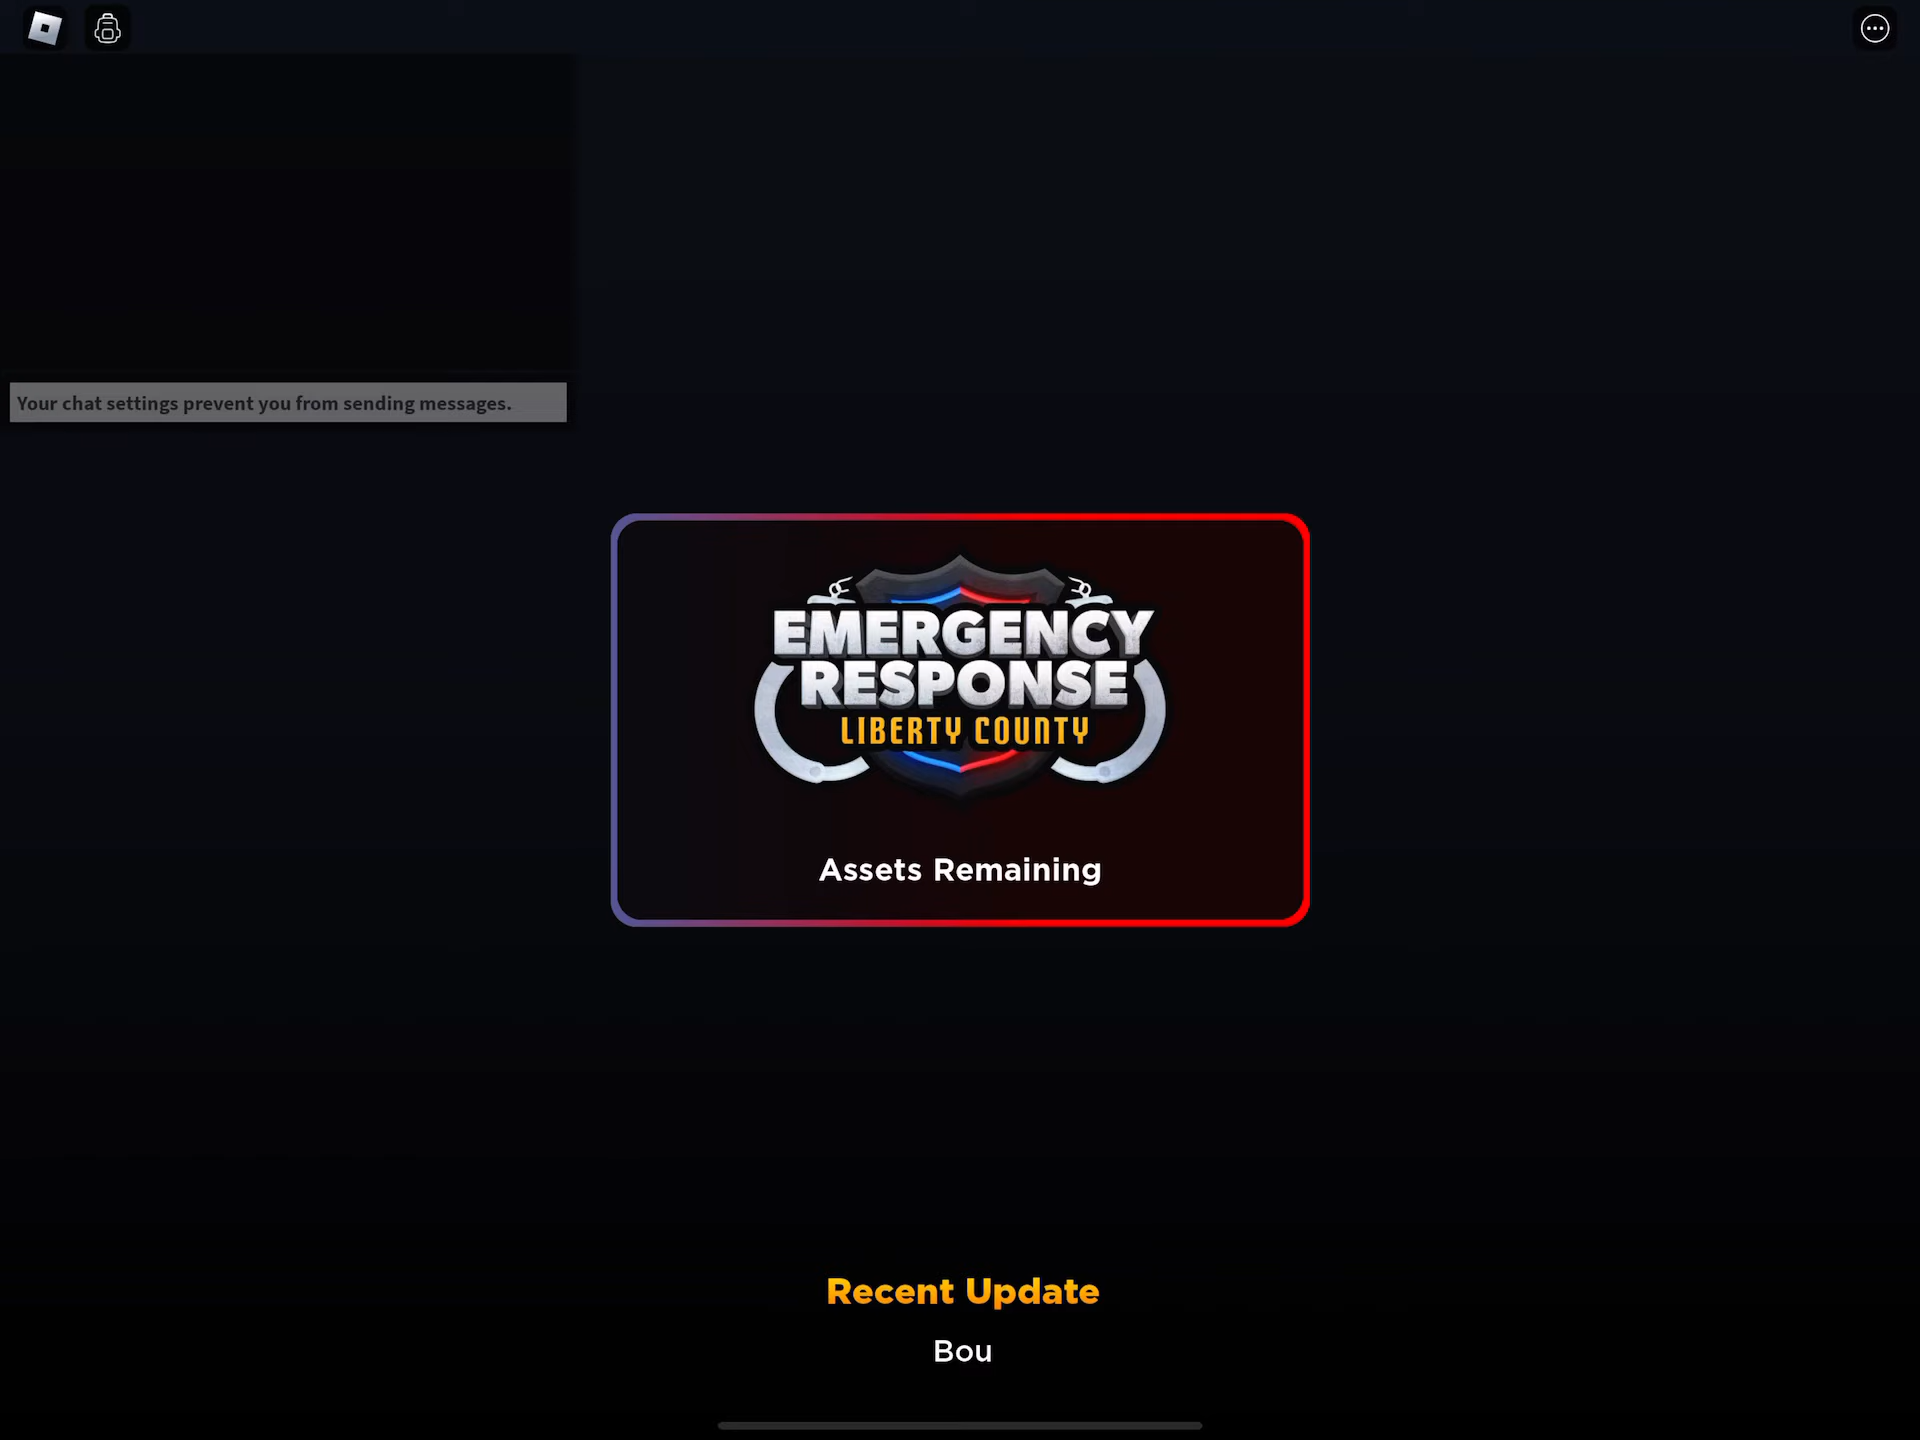 Your chat settings prevent you from sending messages.
EMERGENCY
RESPONSE
LIBERTY COUNTY
Assets Remaining
Recent Update
Bou